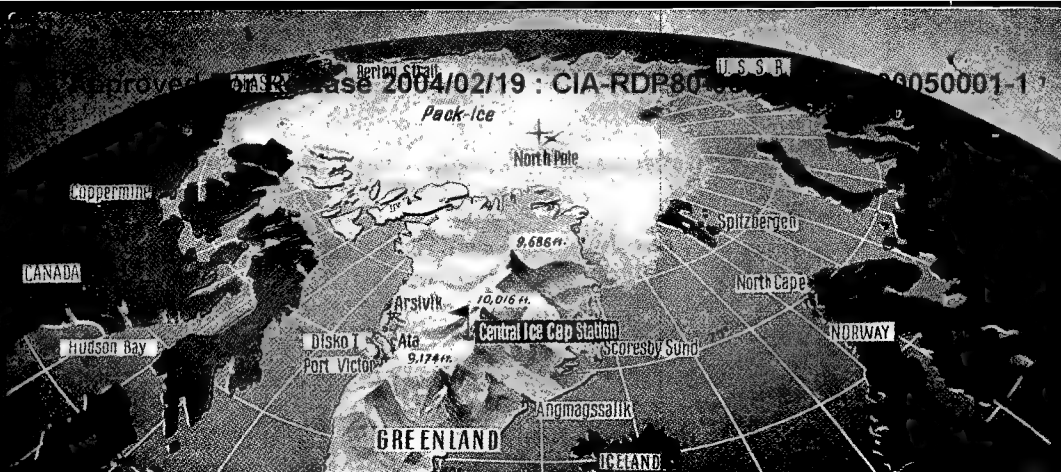 Bering Strait
U.S.S.R.
Approved For Release 2004/02/19 : CIA-RDP80- 00050001-1
Pack-Ice
North Pole
Coppermine
Spitzbergen
9,686 ft.
CANADA
North Cape
Arsivik
10,016 ft.
Central Ice Cap Station
NORWAY
Hudson Bay
Disko I
Ata
Scoresby Sund
Port Victor
9,174 ft.
Angmagssalik
GREENLAND
ICELAND